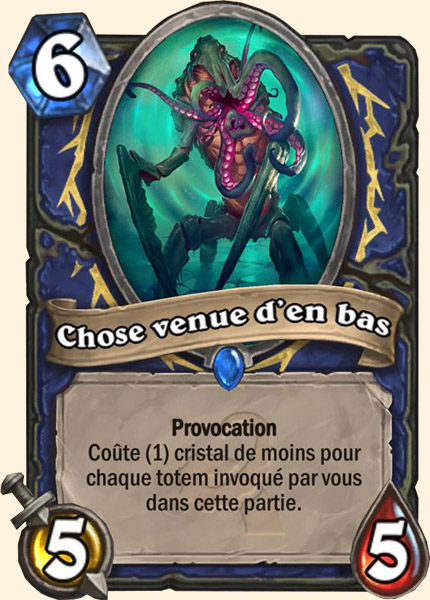 6
Chose venue d'en bas
Provocation
Coûte (1) cristal de moins pour
chaque totem invoqué par vous
dans cette partie.
5
5